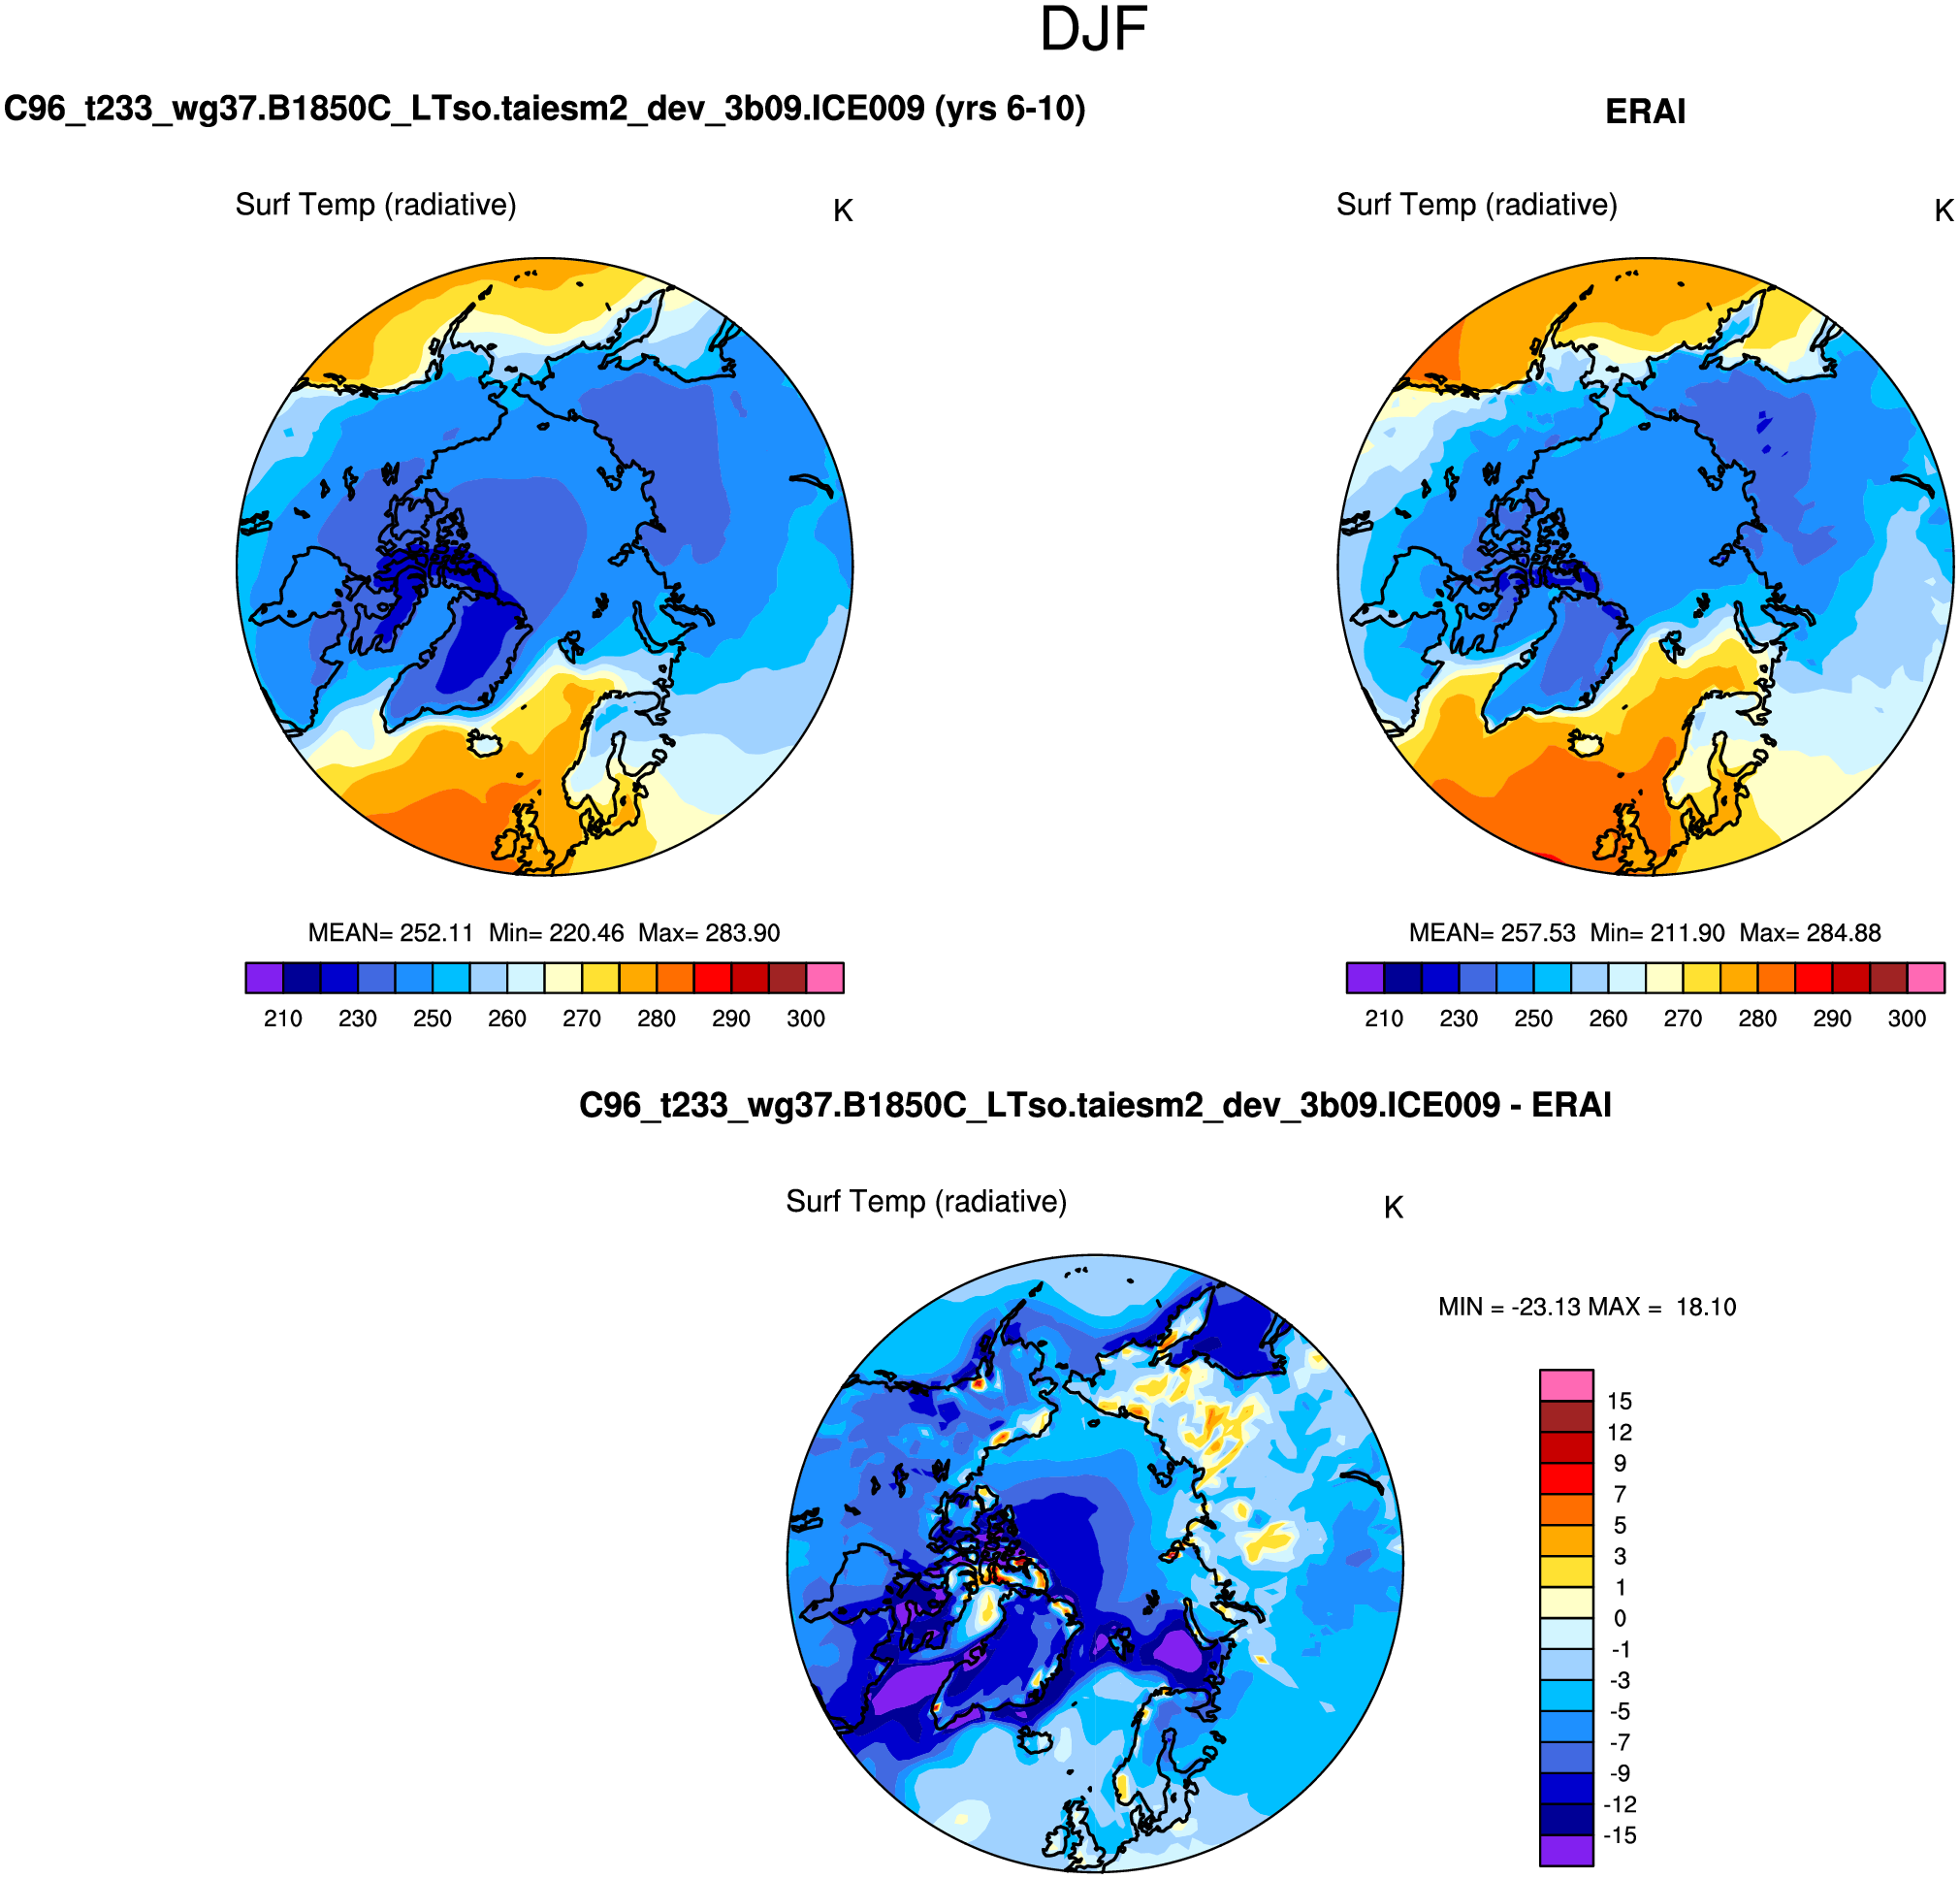 DJF
C96_t233_wg37.B1850C_LTso.taiesm2_dev_3b09.ICE009 (yrs 6-10)
ERAI
Surf Temp (radiative) K
Surf Temp (radiative) K
MEAN= 252.11 Min= 220.46 Max= 283.90
MEAN= 257.53 Min= 211.90 Max= 284.88
210 230 250 260 270 280 290 300
210 230 250 260 270 280 290 300
C96_t233_wg37.B1850C_LTso.taiesm2_dev_3b09.ICE009 - ERAI
Surf Temp (radiative) K
MIN = -23.13 MAX = 18.10
15
12
9
7
5
3
1
0
-1
-3
-5
-7
-9
-12
-15